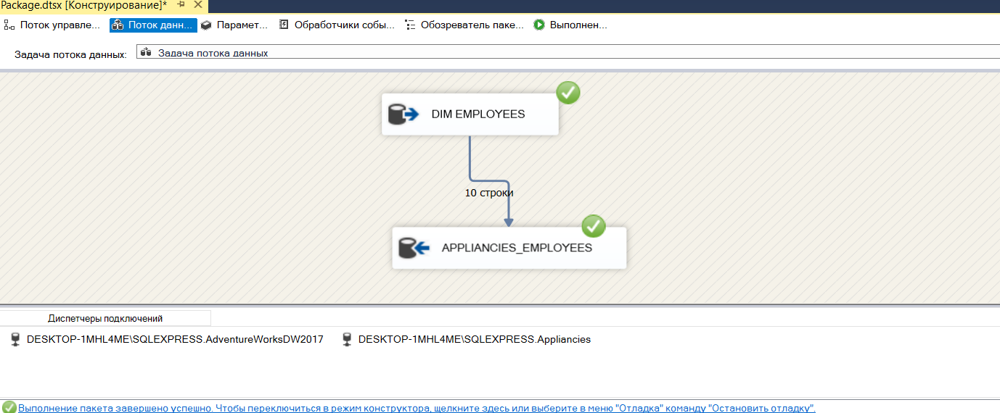 Package.dtsx [Конструирование]*
Поток управле... Поток данн... Парамет... Обработчики собы... Обозреватель паке... Выполнен...
Задача потока данных: Задача потока данных
DIM EMPLOYEES
10 строки
APPLIANCIES_EMPLOYEES
Диспетчеры подключений
DESKTOP-1MHL4ME\SQLEXPRESS.AdventureWorksDW2017 DESKTOP-1MHL4ME\SQLEXPRESS.Appliancies
Выполнение пакета завершено успешно. Чтобы переключиться в режим конструктора, щелкните здесь или выберите в меню "Отладка" команду "Остановить отладку".